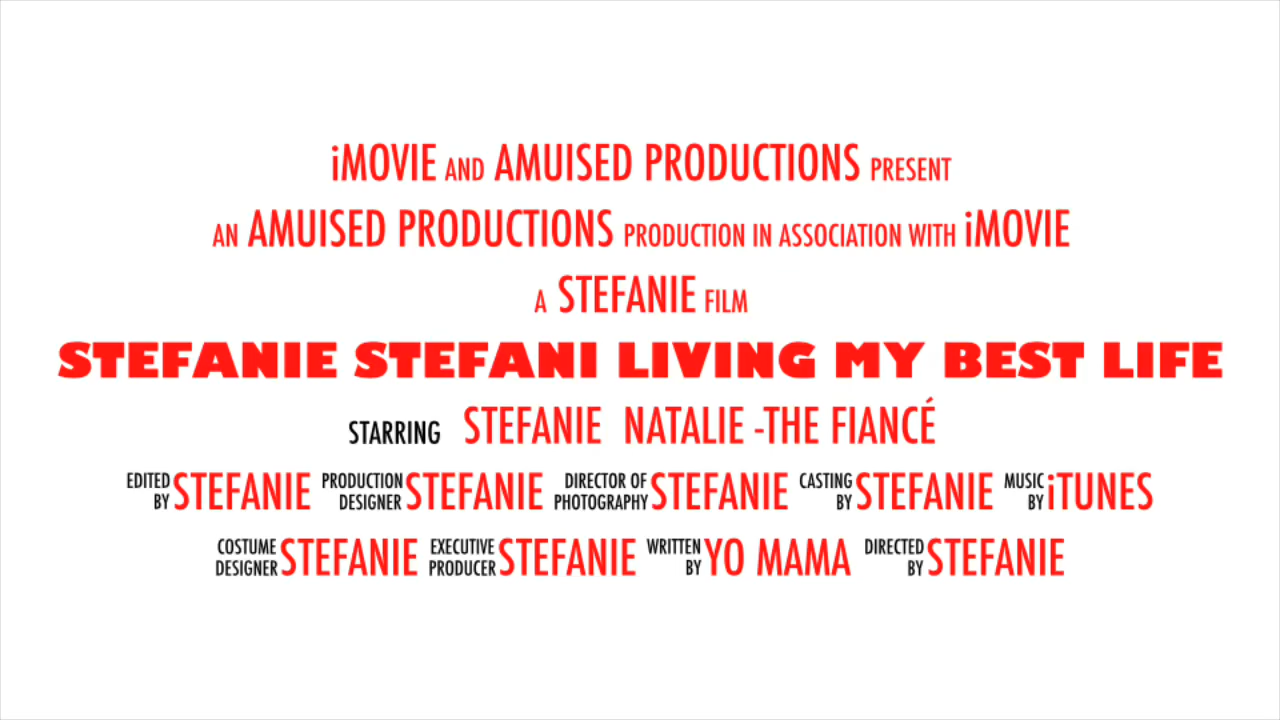 iMOVIE AND AMUISED PRODUCTIONS PRESENT
AN AMUISED PRODUCTIONS PRODUCTION IN ASSOCIATION WITH iMOVIE
A STEFANIE FILM
STEFANIE STEFANI LIVING MY BEST LIFE
STARRING STEFANIE NATALIE -THE FIANCÉ
EDITED BY STEFANIE PRODUCTION DESIGNER STEFANIE DIRECTOR OF PHOTOGRAPHY STEFANIE CASTING BY STEFANIE MUSIC BY iTUNES
COSTUME DESIGNER STEFANIE EXECUTIVE PRODUCER STEFANIE WRITTEN BY YO MAMA DIRECTED BY STEFANIE